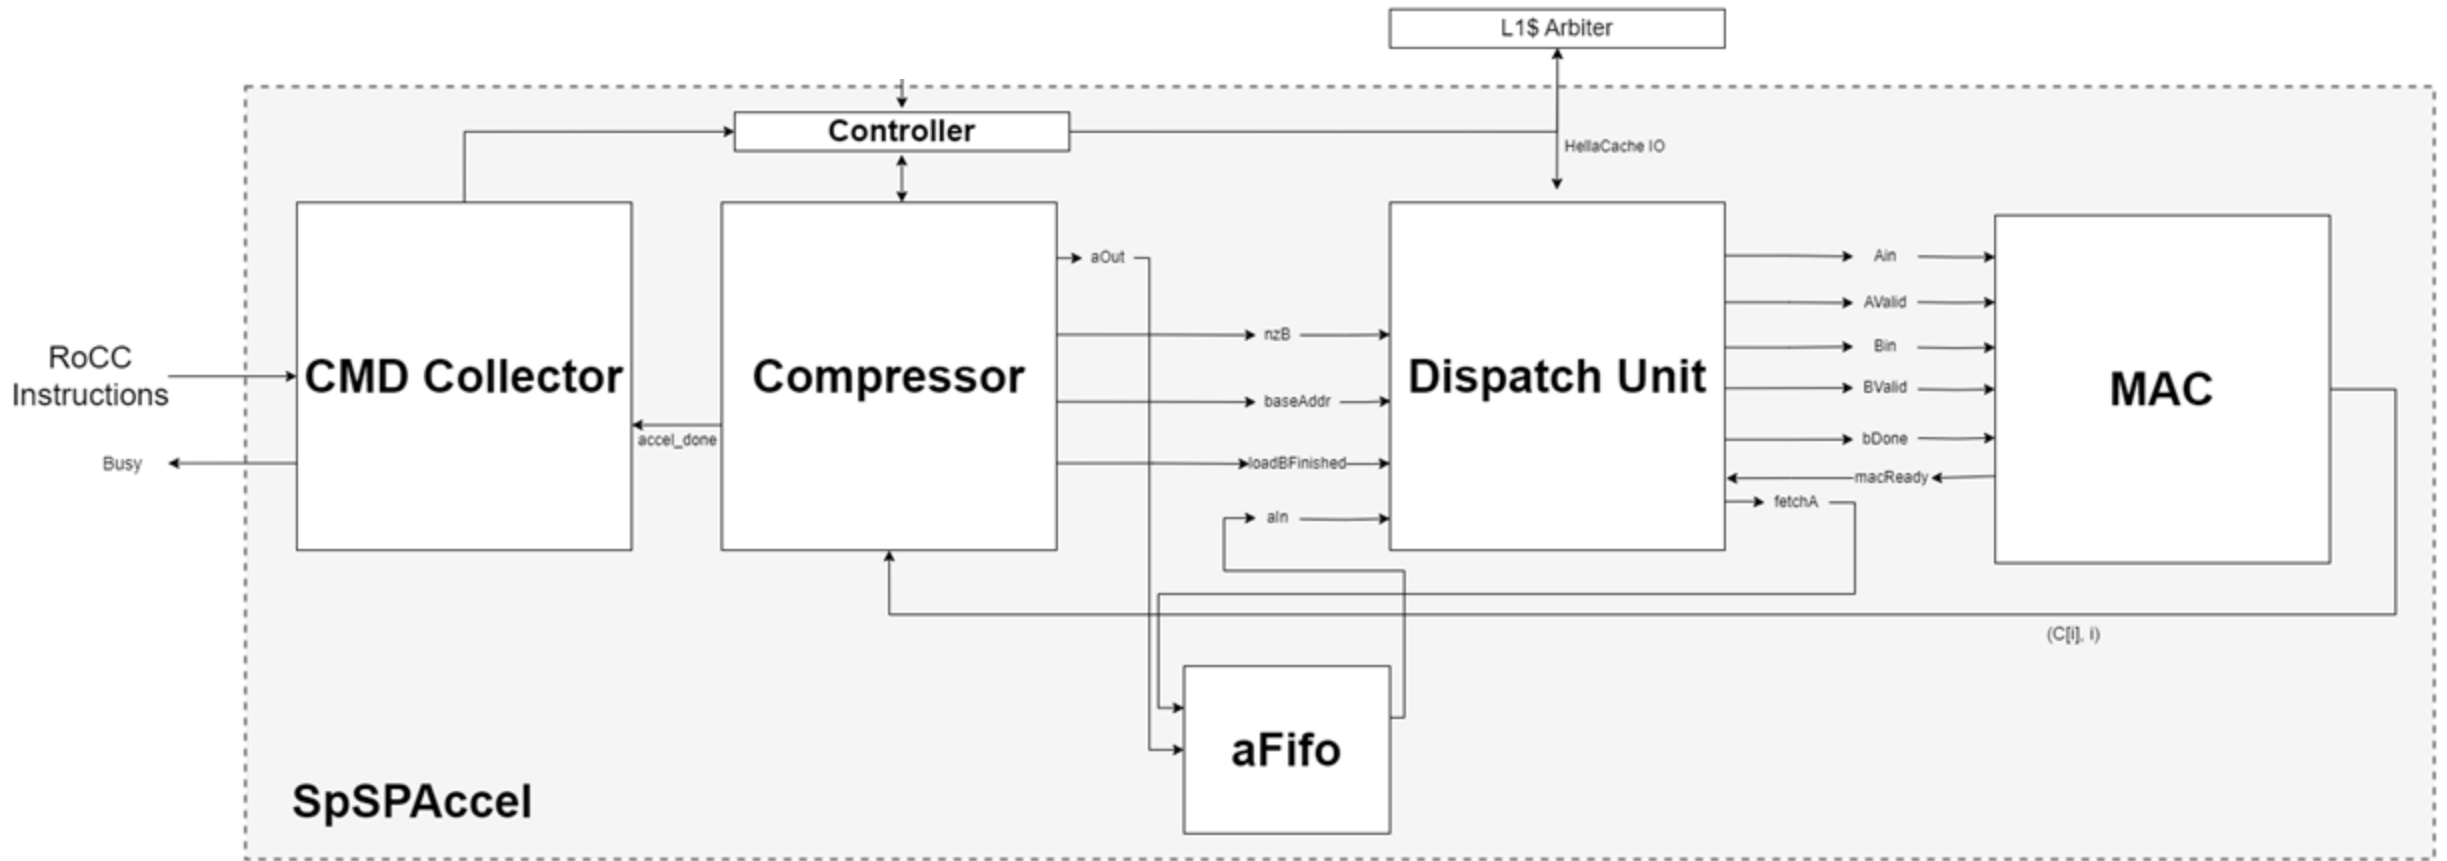 L1$ Arbiter
Controller
HellaCache IO
aOut
Ain
AValid
nzB
Bin
RoCC
Instructions
CMD Collector
Compressor
Dispatch Unit
MAC
BValid
baseAddr
accel_done
bDone
Busy
loadBFinished
macReady
fetchA
aIn
(C[i], i)
aFifo
SpSPAccel